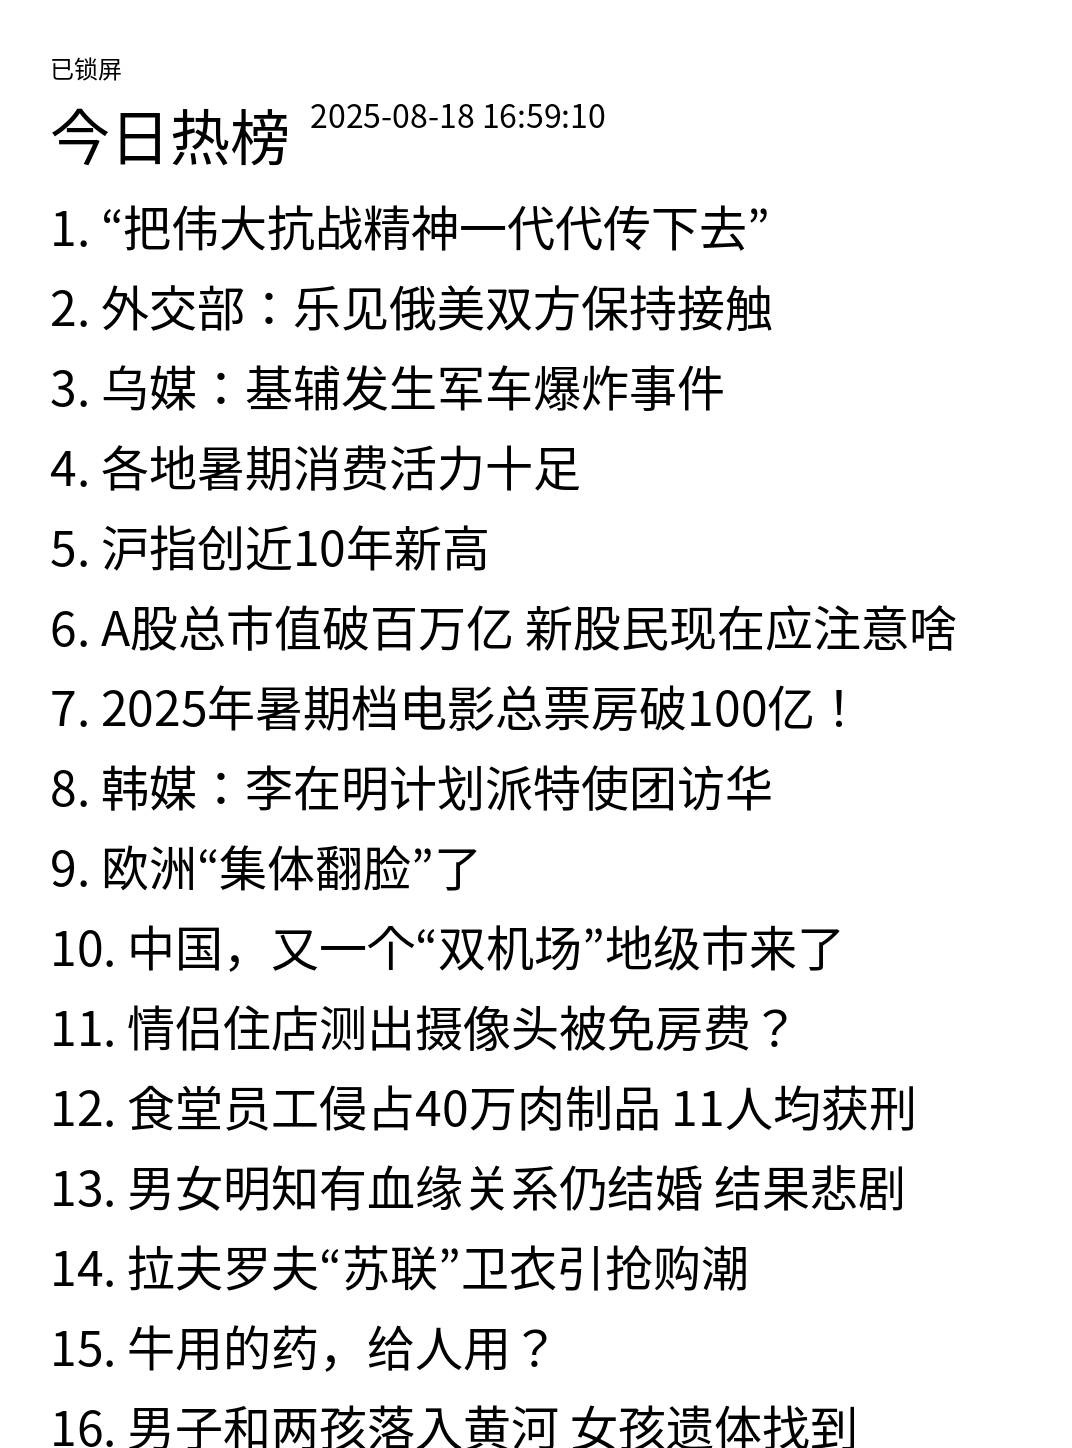 已锁屏
今日热榜 2025-08-18 16:59:10
1. “把伟大抗战精神一代代传下去”
2. 外交部：乐见俄美双方保持接触
3. 乌媒：基辅发生军车爆炸事件
4. 各地暑期消费活力十足
5. 沪指创近10年新高
6. A股总市值破百万亿 新股民现在应注意啥
7. 2025年暑期档电影总票房破100亿！
8. 韩媒：李在明计划派特使团访华
9. 欧洲“集体翻脸”了
10. 中国，又一个“双机场”地级市来了
11. 情侣住店测出摄像头被免房费？
12. 食堂员工侵占40万肉制品 11人均获刑
13. 男女明知有血缘关系仍结婚 结果悲剧
14. 拉夫罗夫“苏联”卫衣引抢购潮
15. 牛用的药，给人用？
16. 男子和两孩落入黄河 女孩遗体找到